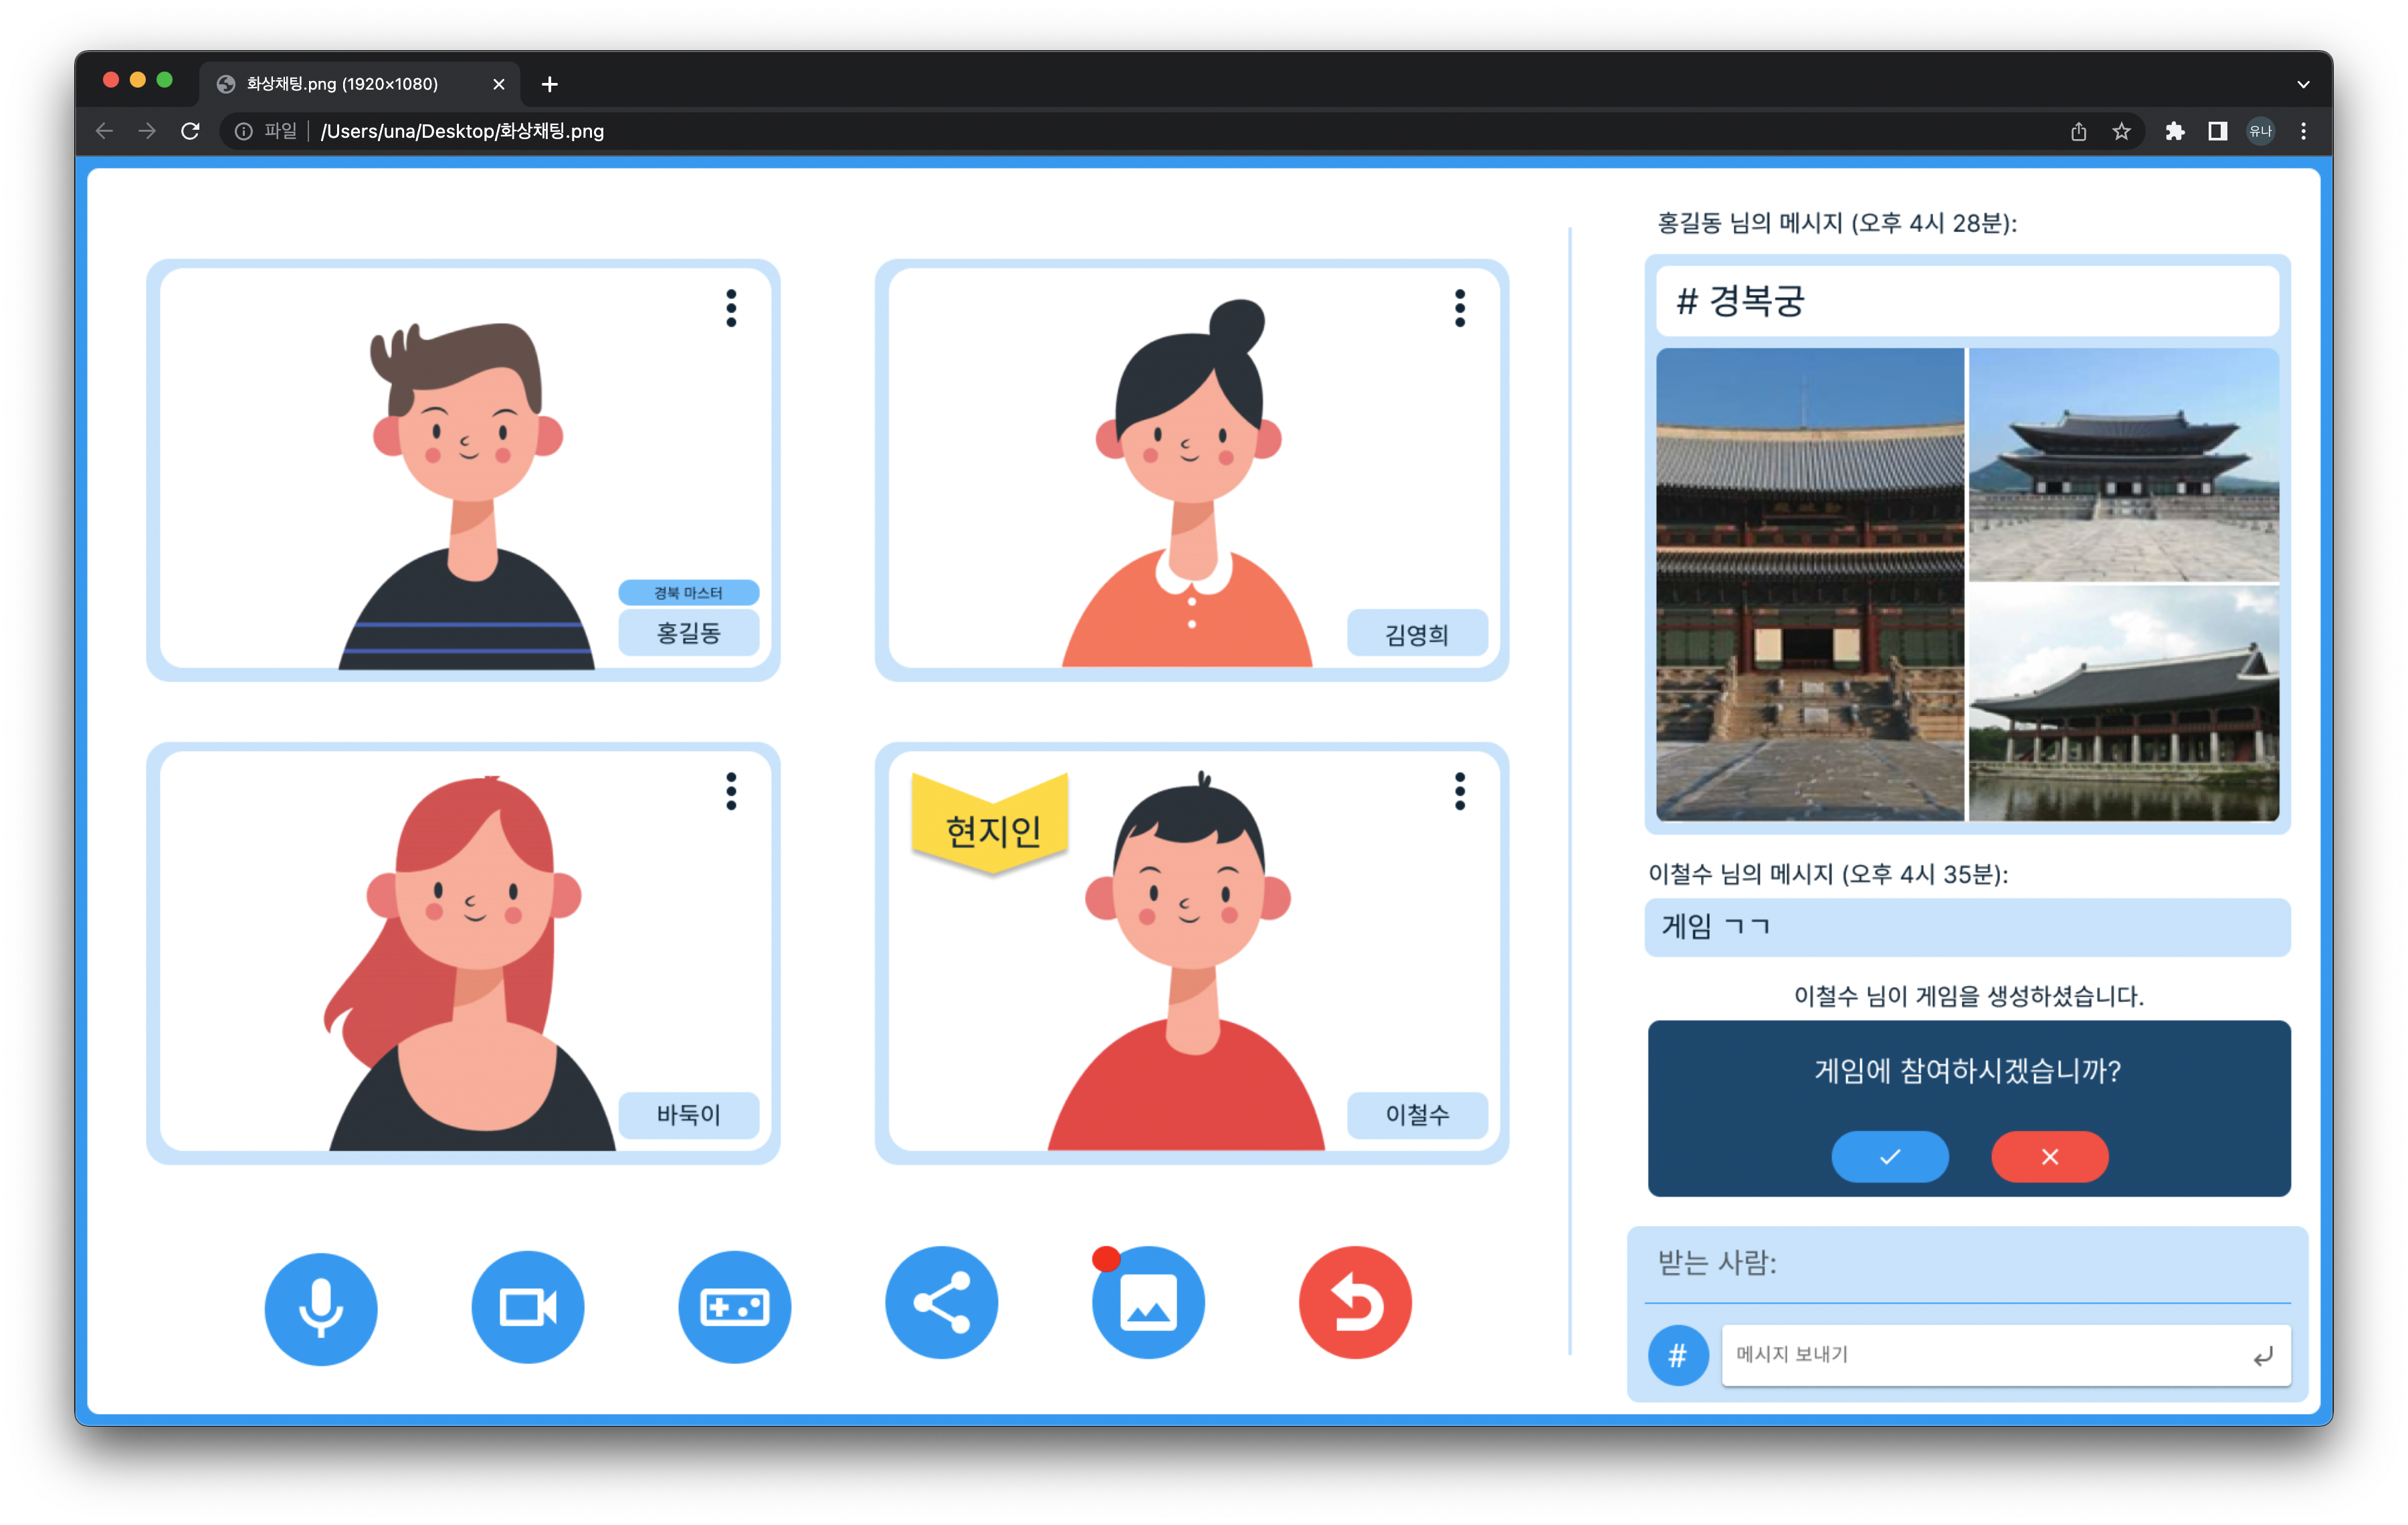 화상채팅.png (1920×1080)
파일 /Users/una/Desktop/화상채팅.png
유나
경북 마스터
홍길동
김영희
바둑이
현지인
이철수
홍길동 님의 메시지 (오후 4시 28분):
# 경복궁
이철수 님의 메시지 (오후 4시 35분):
게임 ㄱㄱ
이철수 님이 게임을 생성하셨습니다.
게임에 참여하시겠습니까?
받는 사람:
#
메시지 보내기